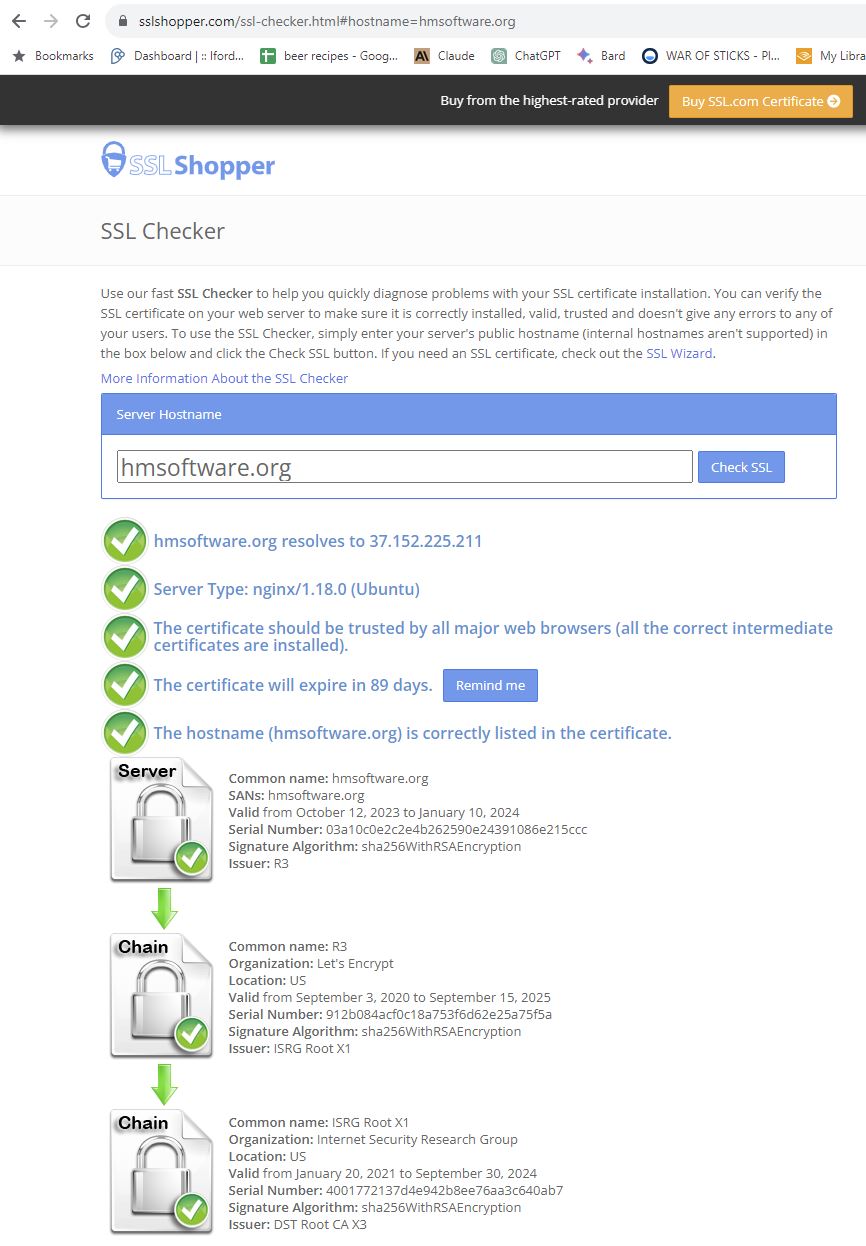 sslshopper.com/ssl-checker.html#hostname=hmsoftware.org
Bookmarks Dashboard | :: Iford... beer recipes - Goog... Claude ChatGPT Bard WAR OF STICKS - Pl... My Libra
Buy from the highest-rated provider Buy SSL.com Certificate
SSLShopper
SSL Checker
Use our fast SSL Checker to help you quickly diagnose problems with your SSL certificate installation. You can verify the
SSL certificate on your web server to make sure it is correctly installed, valid, trusted and doesn't give any errors to any of
your users. To use the SSL Checker, simply enter your server's public hostname (internal hostnames aren't supported) in
the box below and click the Check SSL button. If you need an SSL certificate, check out the SSL Wizard.
More Information About the SSL Checker
Server Hostname
hmsoftware.org Check SSL
hmsoftware.org resolves to 37.152.225.211
Server Type: nginx/1.18.0 (Ubuntu)
The certificate should be trusted by all major web browsers (all the correct intermediate
certificates are installed).
The certificate will expire in 89 days. Remind me
The hostname (hmsoftware.org) is correctly listed in the certificate.
Server
Common name: hmsoftware.org
SANs: hmsoftware.org
Valid from October 12, 2023 to January 10, 2024
Serial Number: 03a10c0e2c2e4b262590e24391086e215ccc
Signature Algorithm: sha256WithRSAEncryption
Issuer: R3
Chain
Common name: R3
Organization: Let's Encrypt
Location: US
Valid from September 3, 2020 to September 15, 2025
Serial Number: 912b084acf0c18a753f6d62e25a75f5a
Signature Algorithm: sha256WithRSAEncryption
Issuer: ISRG Root X1
Chain
Common name: ISRG Root X1
Organization: Internet Security Research Group
Location: US
Valid from January 20, 2021 to September 30, 2024
Serial Number: 4001772137d4e942b8ee76aa3c640ab7
Signature Algorithm: sha256WithRSAEncryption
Issuer: DST Root CA X3